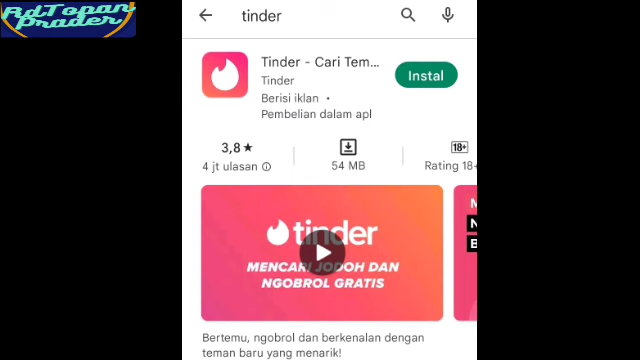 RdTopan
Prader
tinder
Tinder - Cari Tem...
Tinder
Berisi iklan •
Pembelian dalam apl
Instal
3,8★
4 jt ulasan
54 MB
18+
Rating 18+
tinder
MENCARI JODOH DAN
NGOBROL GRATIS
M
N
B
Bertemu, ngobrol dan berkenalan dengan
teman baru yang menarik!